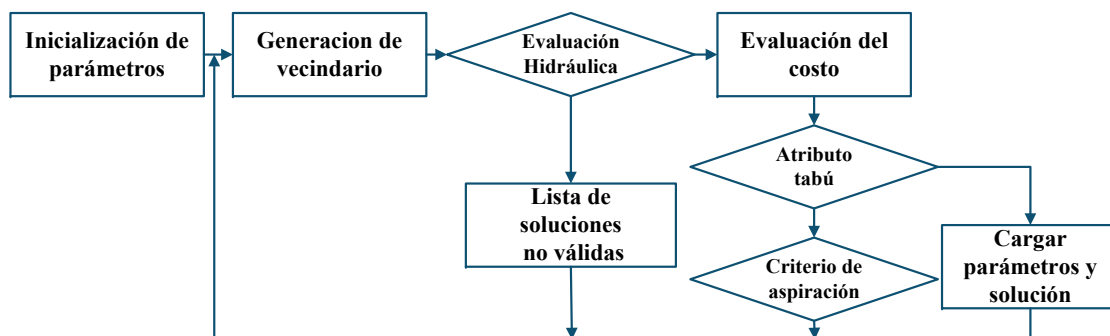 Inicialización de
parámetros
Generacion de
vecindario
Evaluación
Hidráulica
Evaluación del
costo
Atributo
tabú
Lista de
soluciones
no válidas
Criterio de
aspiración
Cargar
parámetros y
solución